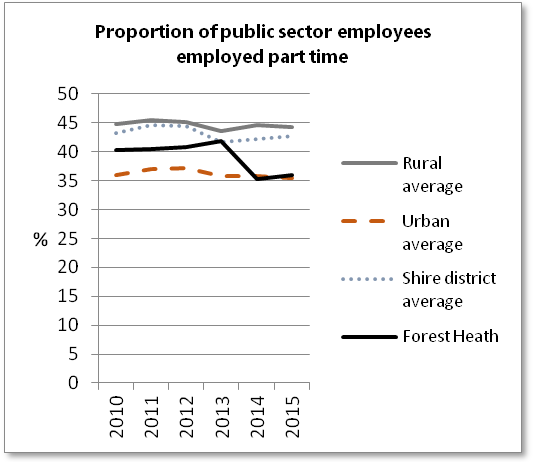 Proportion of public sector employees
employed part time
50
45
40
35
30
25
20
15
10
5
0
%
2010
2011
2012
2013
2014
2015
Rural
average
Urban
average
Shire district
average
Forest Heath